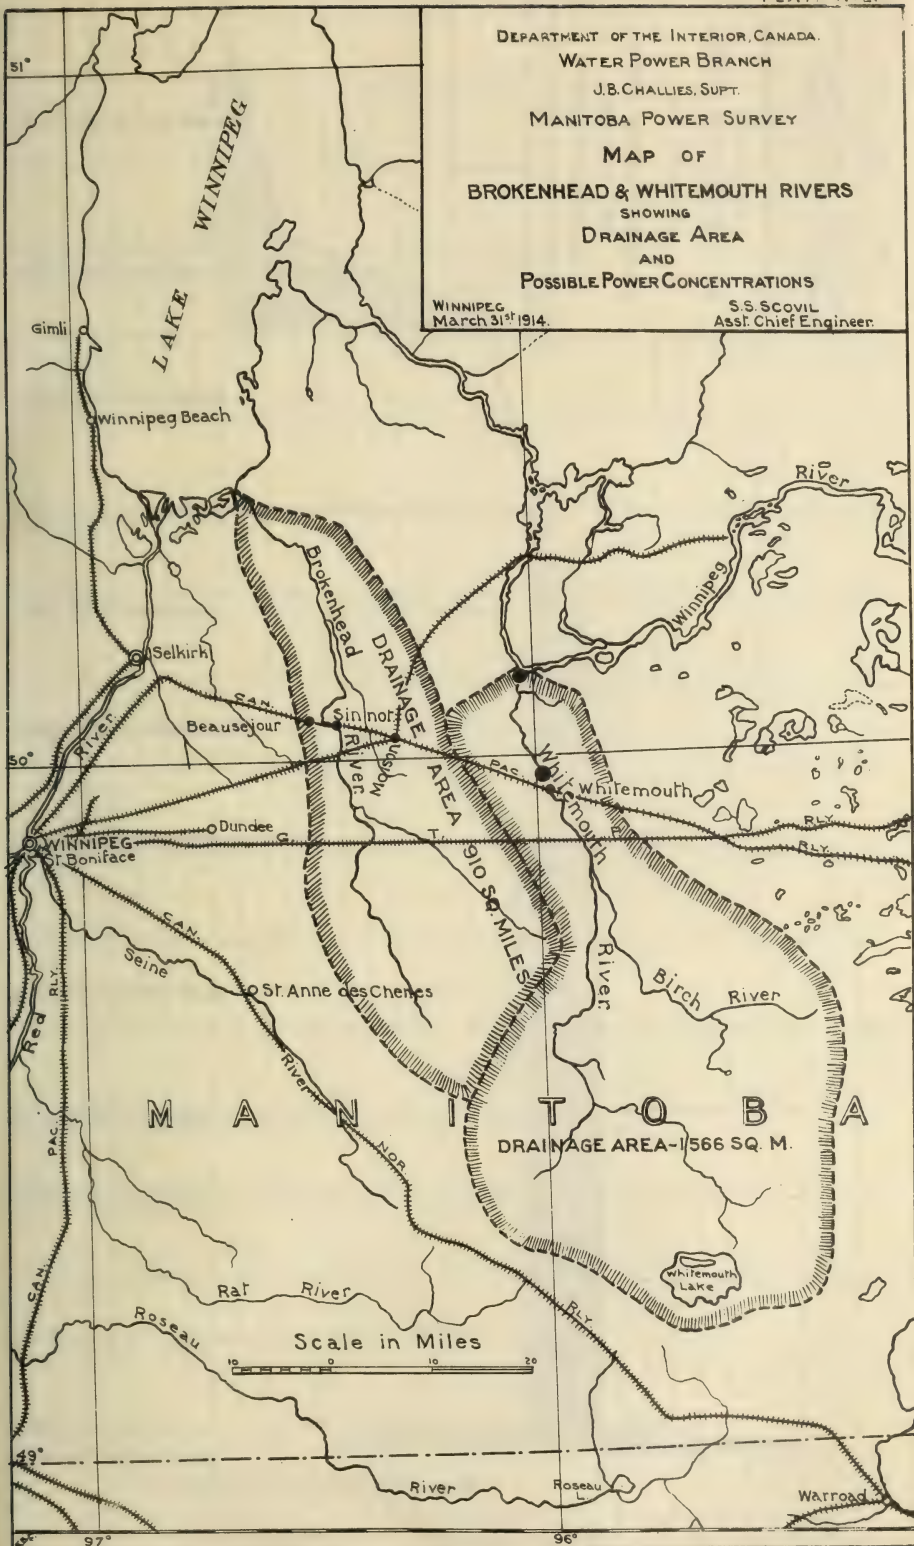 DEPARTMENT OF THE INTERIOR, CANADA.
WATER POWER BRANCH
J.B. CHALLIES, SUPT.
MANITOBA POWER SURVEY
MAP OF
BROKENHEAD & WHITEMOUTH RIVERS
SHOWING
DRAINAGE AREA
AND
POSSIBLE POWER CONCENTRATIONS
WINNIPEG
March 31st 1914.
S.S. SCOVIL
Asst. Chief Engineer.
51°
LAKE WINNIPEG
Gimli
Winnipeg Beach
River
Winnipeg
Brokenhead
River
DRAINAGE AREA 910 SQ. MILES
Selkirk
CAN.
PAC.
RLY.
Beausejour
Sinnot
Molson
River
50°
Whitemouth
River
Whitemouth
Dundee
G.
T.
RLY.
WINNIPEG
St. Boniface
CAN.
Seine
River
St. Anne des Chenes
Birch River
RLY.
Red
MANITOBA
PAC.
NOR.
DRAINAGE AREA-1566 SQ. M.
Whitemouth
Lake
CAN.
Rat River
RLY.
Roseau
Scale in Miles
10 0 10 20
49°
River
Roseau
L.
Warroad
97°
96°